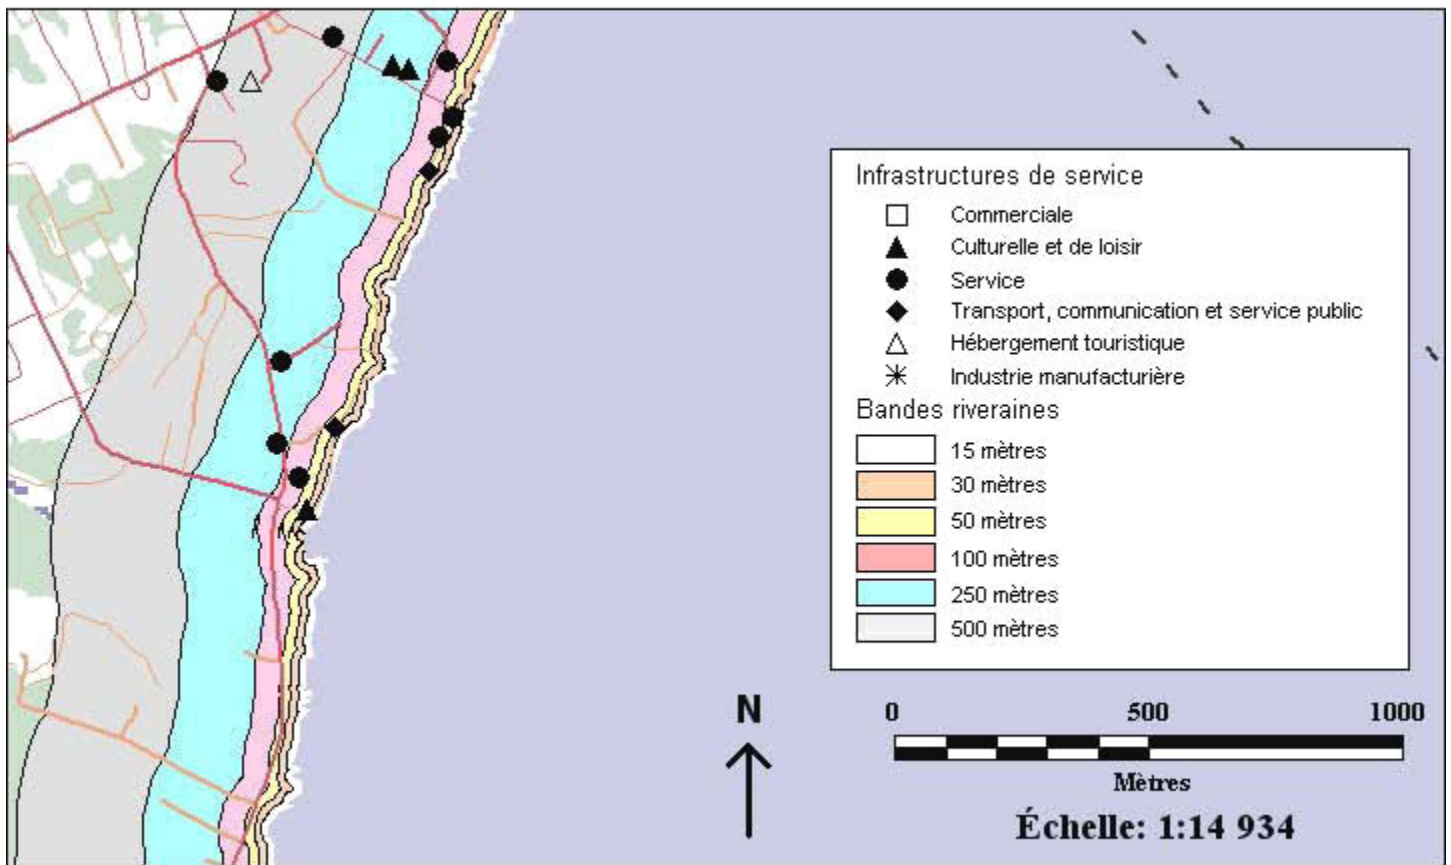 Infrastructures de service
Commerciale
Culturelle et de loisir
Service
Transport, communication et service public
Hébergement touristique
Industrie manufacturière
Bandes riveraines
15 mètres
30 mètres
50 mètres
100 mètres
250 mètres
500 mètres
N
0 500 1000
Mètres
Échelle: 1:14 934